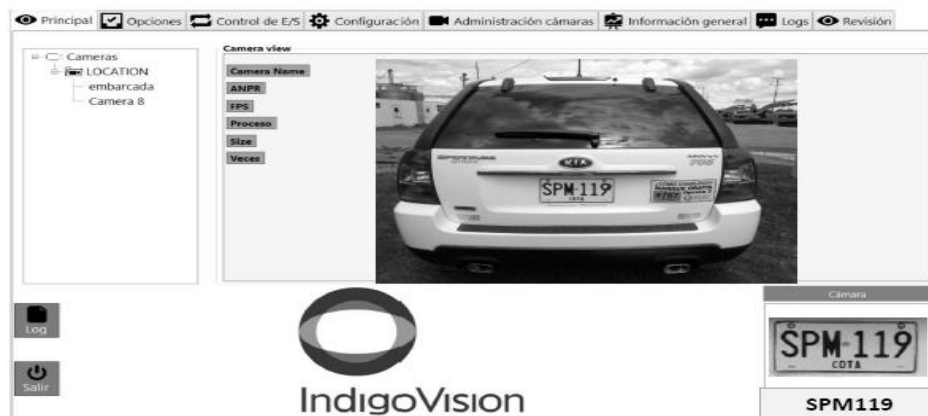 Principal Opciones Control de E/S Configuración Administración cámaras Información general Logs Revisión
Cameras
LOCATION
embarcada
Camera 8
Camera view
Camera Name
ANPR
FPS
Proceso
Size
Veces
KIA
SPM-119
COTA
Log
Salir
IndigoVision
Cámara
SPM-119
COTA
SPM119